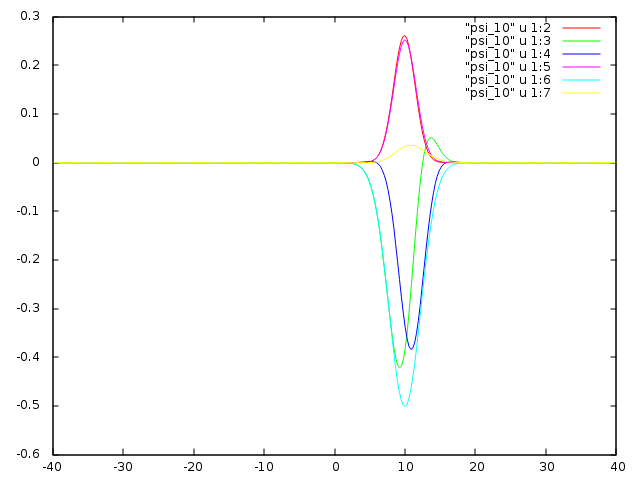 0.3
"psi_10" u 1:2
"psi_10" u 1:3
"psi_10" u 1:4
"psi_10" u 1:5
"psi_10" u 1:6
"psi_10" u 1:7
0.2
0.1
0
-0.1
-0.2
-0.3
-0.4
-0.5
-0.6
-40 -30 -20 -10 0 10 20 30 40